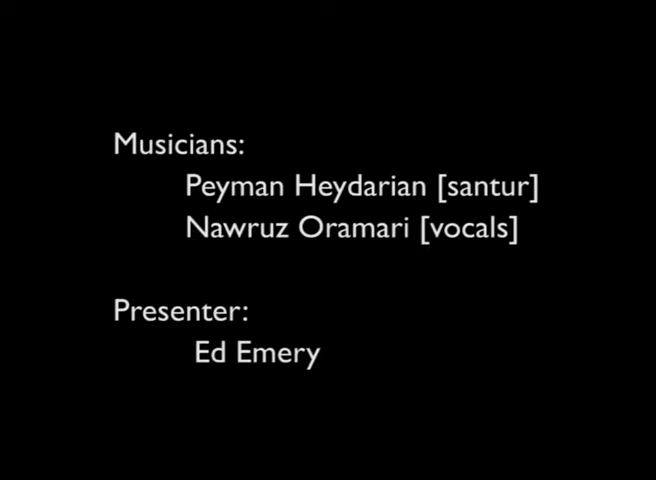 Musicians:
Peyman Heydarian [santur]
Nawruz Oramari [vocals]
Presenter:
Ed Emery